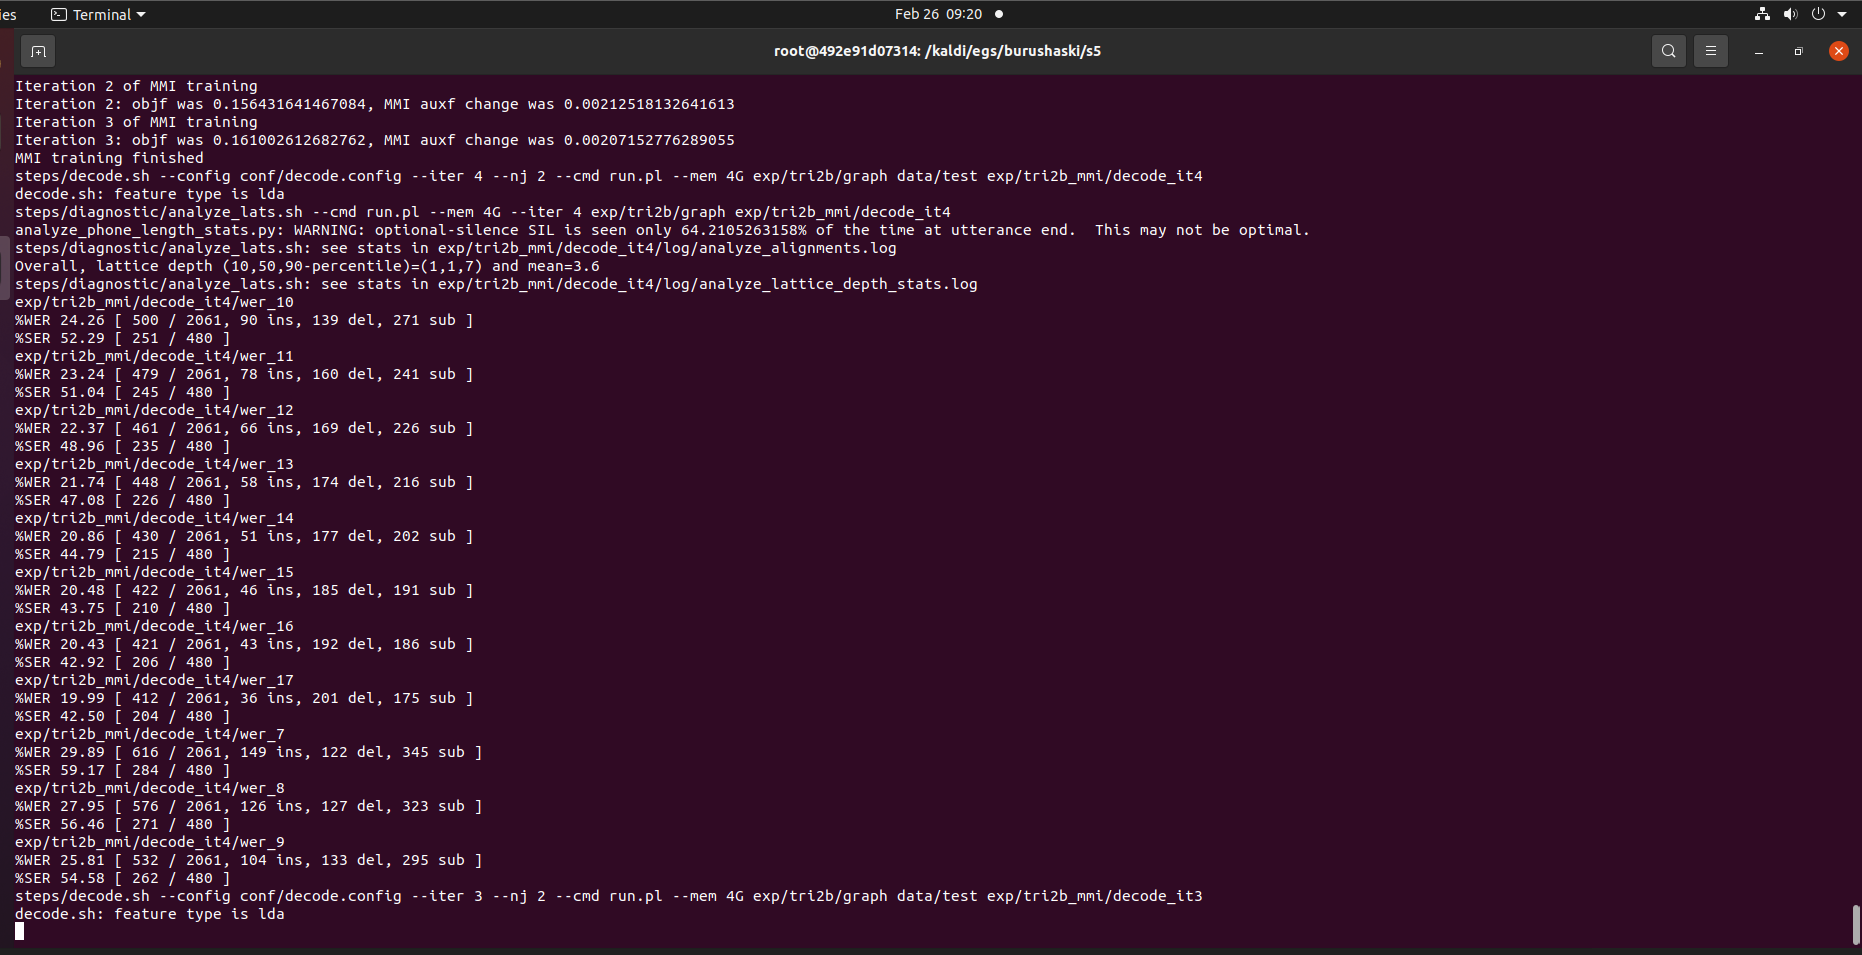 ies Terminal Feb 26 09:20
root@492e91d07314: /kaldi/egs/burushaski/s5
Iteration 2 of MMI training
Iteration 2: objf was 0.156431641467084, MMI auxf change was 0.00212518132641613
Iteration 3 of MMI training
Iteration 3: objf was 0.161002612682762, MMI auxf change was 0.00207152776289055
MMI training finished
steps/decode.sh --config conf/decode.config --iter 4 --nj 2 --cmd run.pl --mem 4G exp/tri2b/graph data/test exp/tri2b_mmi/decode_it4
decode.sh: feature type is lda
steps/diagnostic/analyze_lats.sh --cmd run.pl --mem 4G --iter 4 exp/tri2b/graph exp/tri2b_mmi/decode_it4
analyze_phone_length_stats.py: WARNING: optional-silence SIL is seen only 64.2105263158% of the time at utterance end.  This may not be optimal.
steps/diagnostic/analyze_lats.sh: see stats in exp/tri2b_mmi/decode_it4/log/analyze_alignments.log
Overall, lattice depth (10,50,90-percentile)=(1,1,7) and mean=3.6
steps/diagnostic/analyze_lats.sh: see stats in exp/tri2b_mmi/decode_it4/log/analyze_lattice_depth_stats.log
exp/tri2b_mmi/decode_it4/wer_10
%WER 24.26 [ 500 / 2061, 90 ins, 139 del, 271 sub ]
%SER 52.29 [ 251 / 480 ]
exp/tri2b_mmi/decode_it4/wer_11
%WER 23.24 [ 479 / 2061, 78 ins, 160 del, 241 sub ]
%SER 51.04 [ 245 / 480 ]
exp/tri2b_mmi/decode_it4/wer_12
%WER 22.37 [ 461 / 2061, 66 ins, 169 del, 226 sub ]
%SER 48.96 [ 235 / 480 ]
exp/tri2b_mmi/decode_it4/wer_13
%WER 21.74 [ 448 / 2061, 58 ins, 174 del, 216 sub ]
%SER 47.08 [ 226 / 480 ]
exp/tri2b_mmi/decode_it4/wer_14
%WER 20.86 [ 430 / 2061, 51 ins, 177 del, 202 sub ]
%SER 44.79 [ 215 / 480 ]
exp/tri2b_mmi/decode_it4/wer_15
%WER 20.48 [ 422 / 2061, 46 ins, 185 del, 191 sub ]
%SER 43.75 [ 210 / 480 ]
exp/tri2b_mmi/decode_it4/wer_16
%WER 20.43 [ 421 / 2061, 43 ins, 192 del, 186 sub ]
%SER 42.92 [ 206 / 480 ]
exp/tri2b_mmi/decode_it4/wer_17
%WER 19.99 [ 412 / 2061, 36 ins, 201 del, 175 sub ]
%SER 42.50 [ 204 / 480 ]
exp/tri2b_mmi/decode_it4/wer_7
%WER 29.89 [ 616 / 2061, 149 ins, 122 del, 345 sub ]
%SER 59.17 [ 284 / 480 ]
exp/tri2b_mmi/decode_it4/wer_8
%WER 27.95 [ 576 / 2061, 126 ins, 127 del, 323 sub ]
%SER 56.46 [ 271 / 480 ]
exp/tri2b_mmi/decode_it4/wer_9
%WER 25.81 [ 532 / 2061, 104 ins, 133 del, 295 sub ]
%SER 54.58 [ 262 / 480 ]
steps/decode.sh --config conf/decode.config --iter 3 --nj 2 --cmd run.pl --mem 4G exp/tri2b/graph data/test exp/tri2b_mmi/decode_it3
decode.sh: feature type is lda